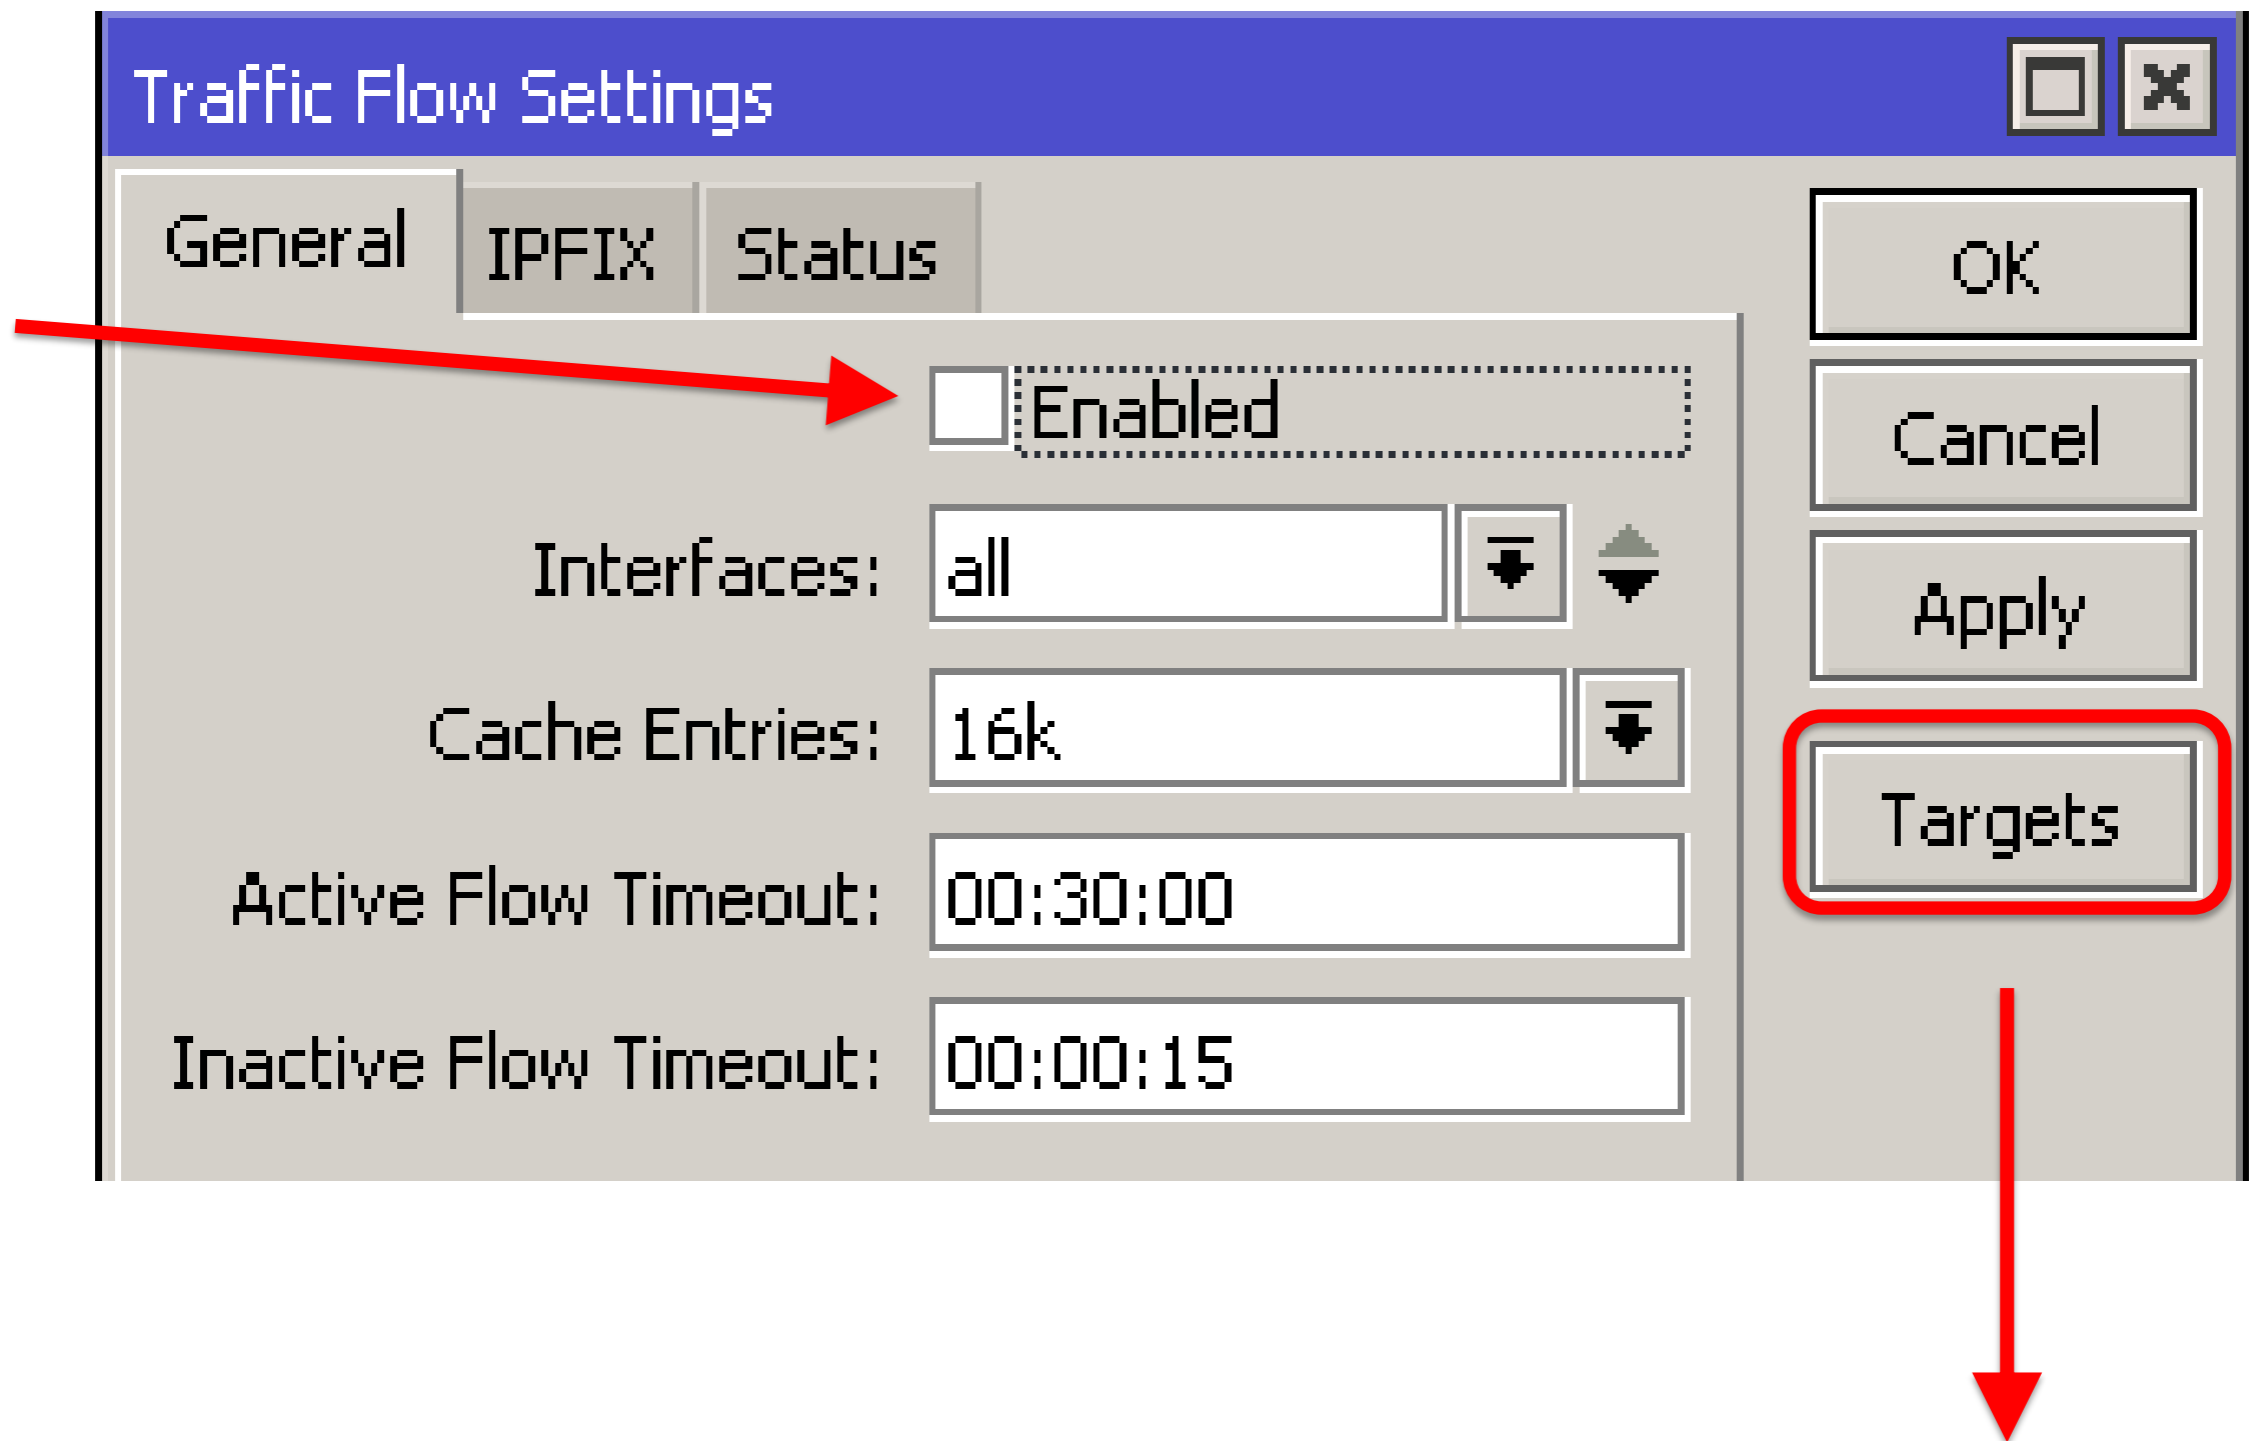 Traffic Flow Settings
General IPFIX Status
OK
Enabled
Cancel
Interfaces: all
Apply
Cache Entries: 16k
Targets
Active Flow Timeout: 00:30:00
Inactive Flow Timeout: 00:00:15